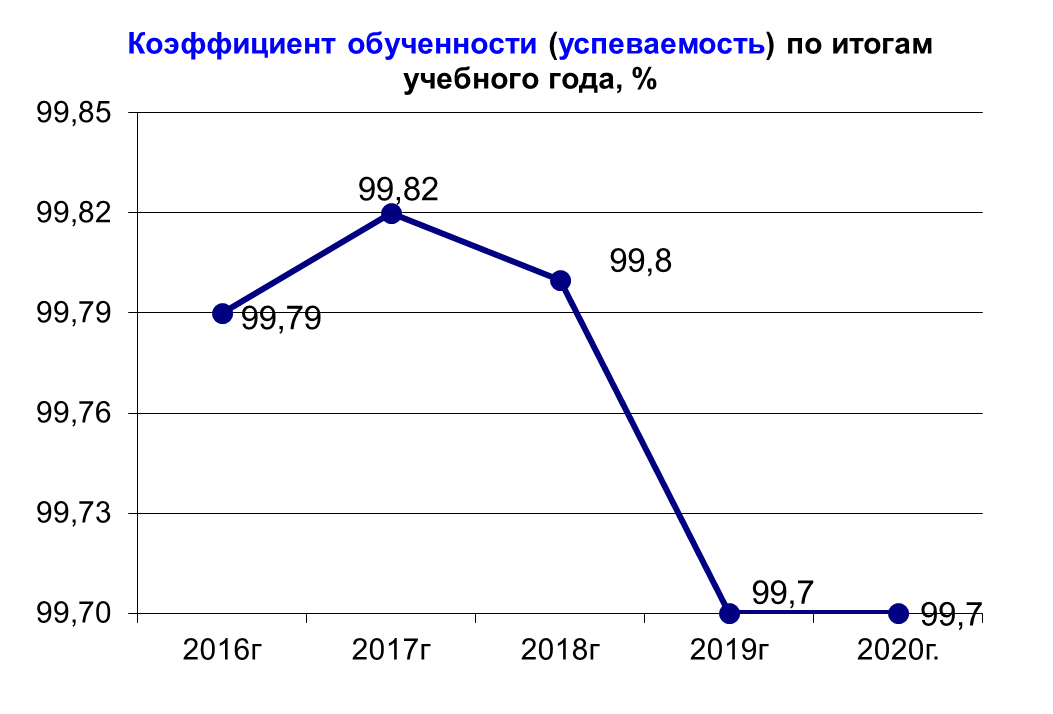 Коэффициент обученности (успеваемость) по итогам
учебного года, %
99,85
99,82
99,79
99,76
99,73
99,70
99,79
99,82
99,8
99,7
99,7
2016г
2017г
2018г
2019г
2020г.